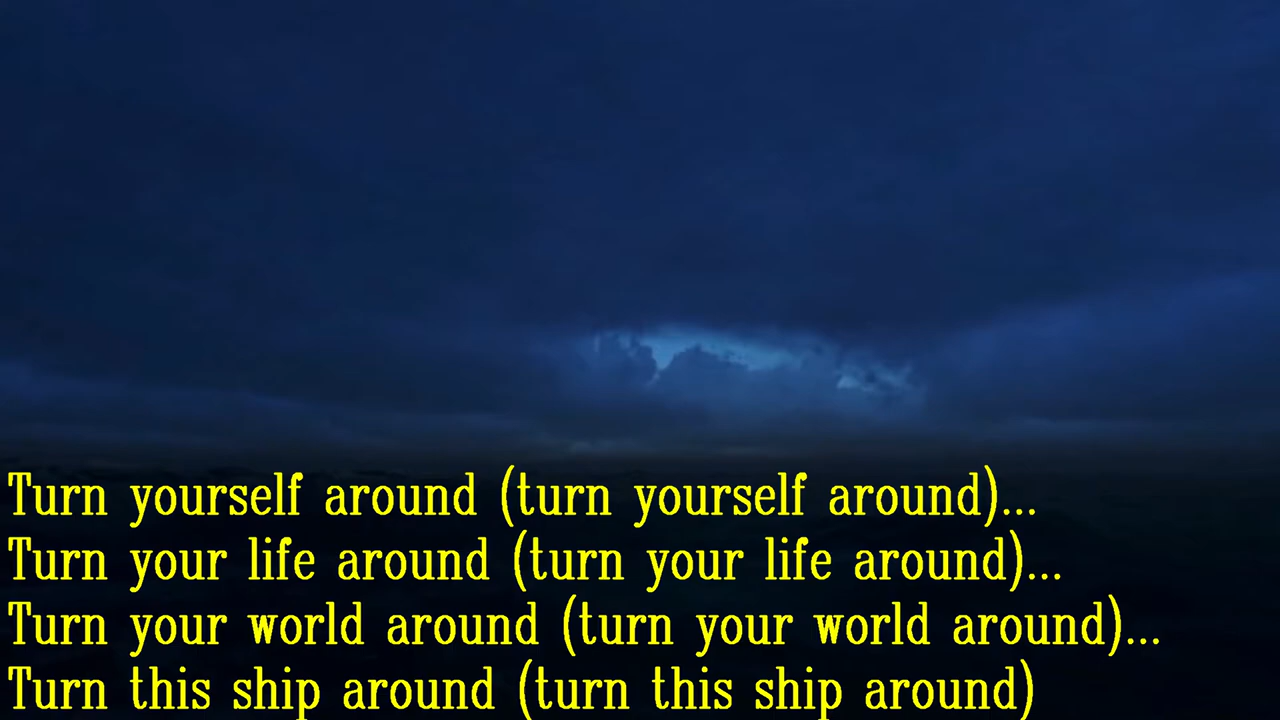 Turn yourself around (turn yourself around)...
Turn your life around (turn your life around)...
Turn your world around (turn your world around)...
Turn this ship around (turn this ship around)